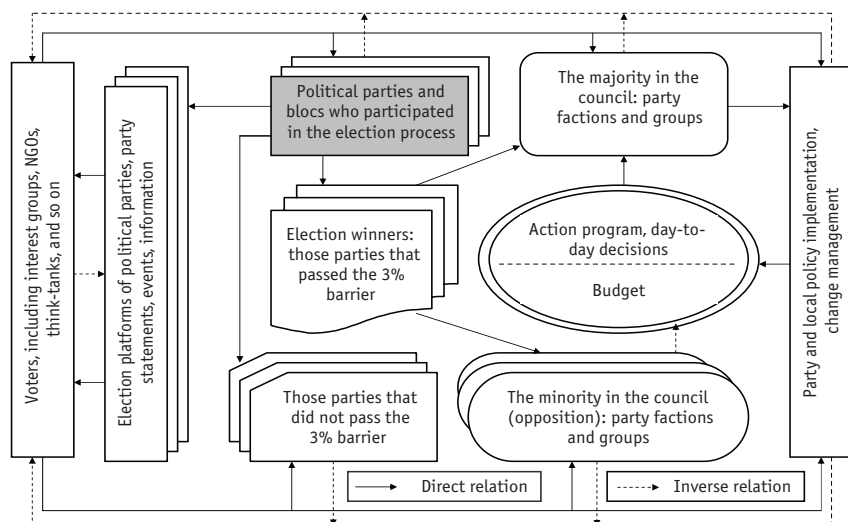 Voters, including interest groups, NGOs,
think-tanks, and so on
Election platforms of political parties, party
statements, events, information
Political parties and
blocs who participated
in the election process
The majority in the
council: party
factions and groups
Election winners:
those parties that
passed the 3%
barrier
Action program, day-to-
day decisions
Budget
Those parties that
did not pass the
3% barrier
The minority in the council
(opposition): party factions
and groups
Party and local policy implementation,
change management
Direct relation
Inverse relation